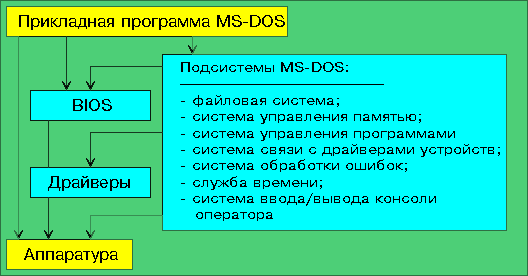 Прикладная программа MS-DOS
Подсистемы MS-DOS:
- файловая система;
- система управления памятью;
- система управления программами
- система связи с драйверами устройств;
- система обработки ошибок;
- служба времени;
- система ввода/вывода консоли
оператора
BIOS
Драйверы
Аппаратура